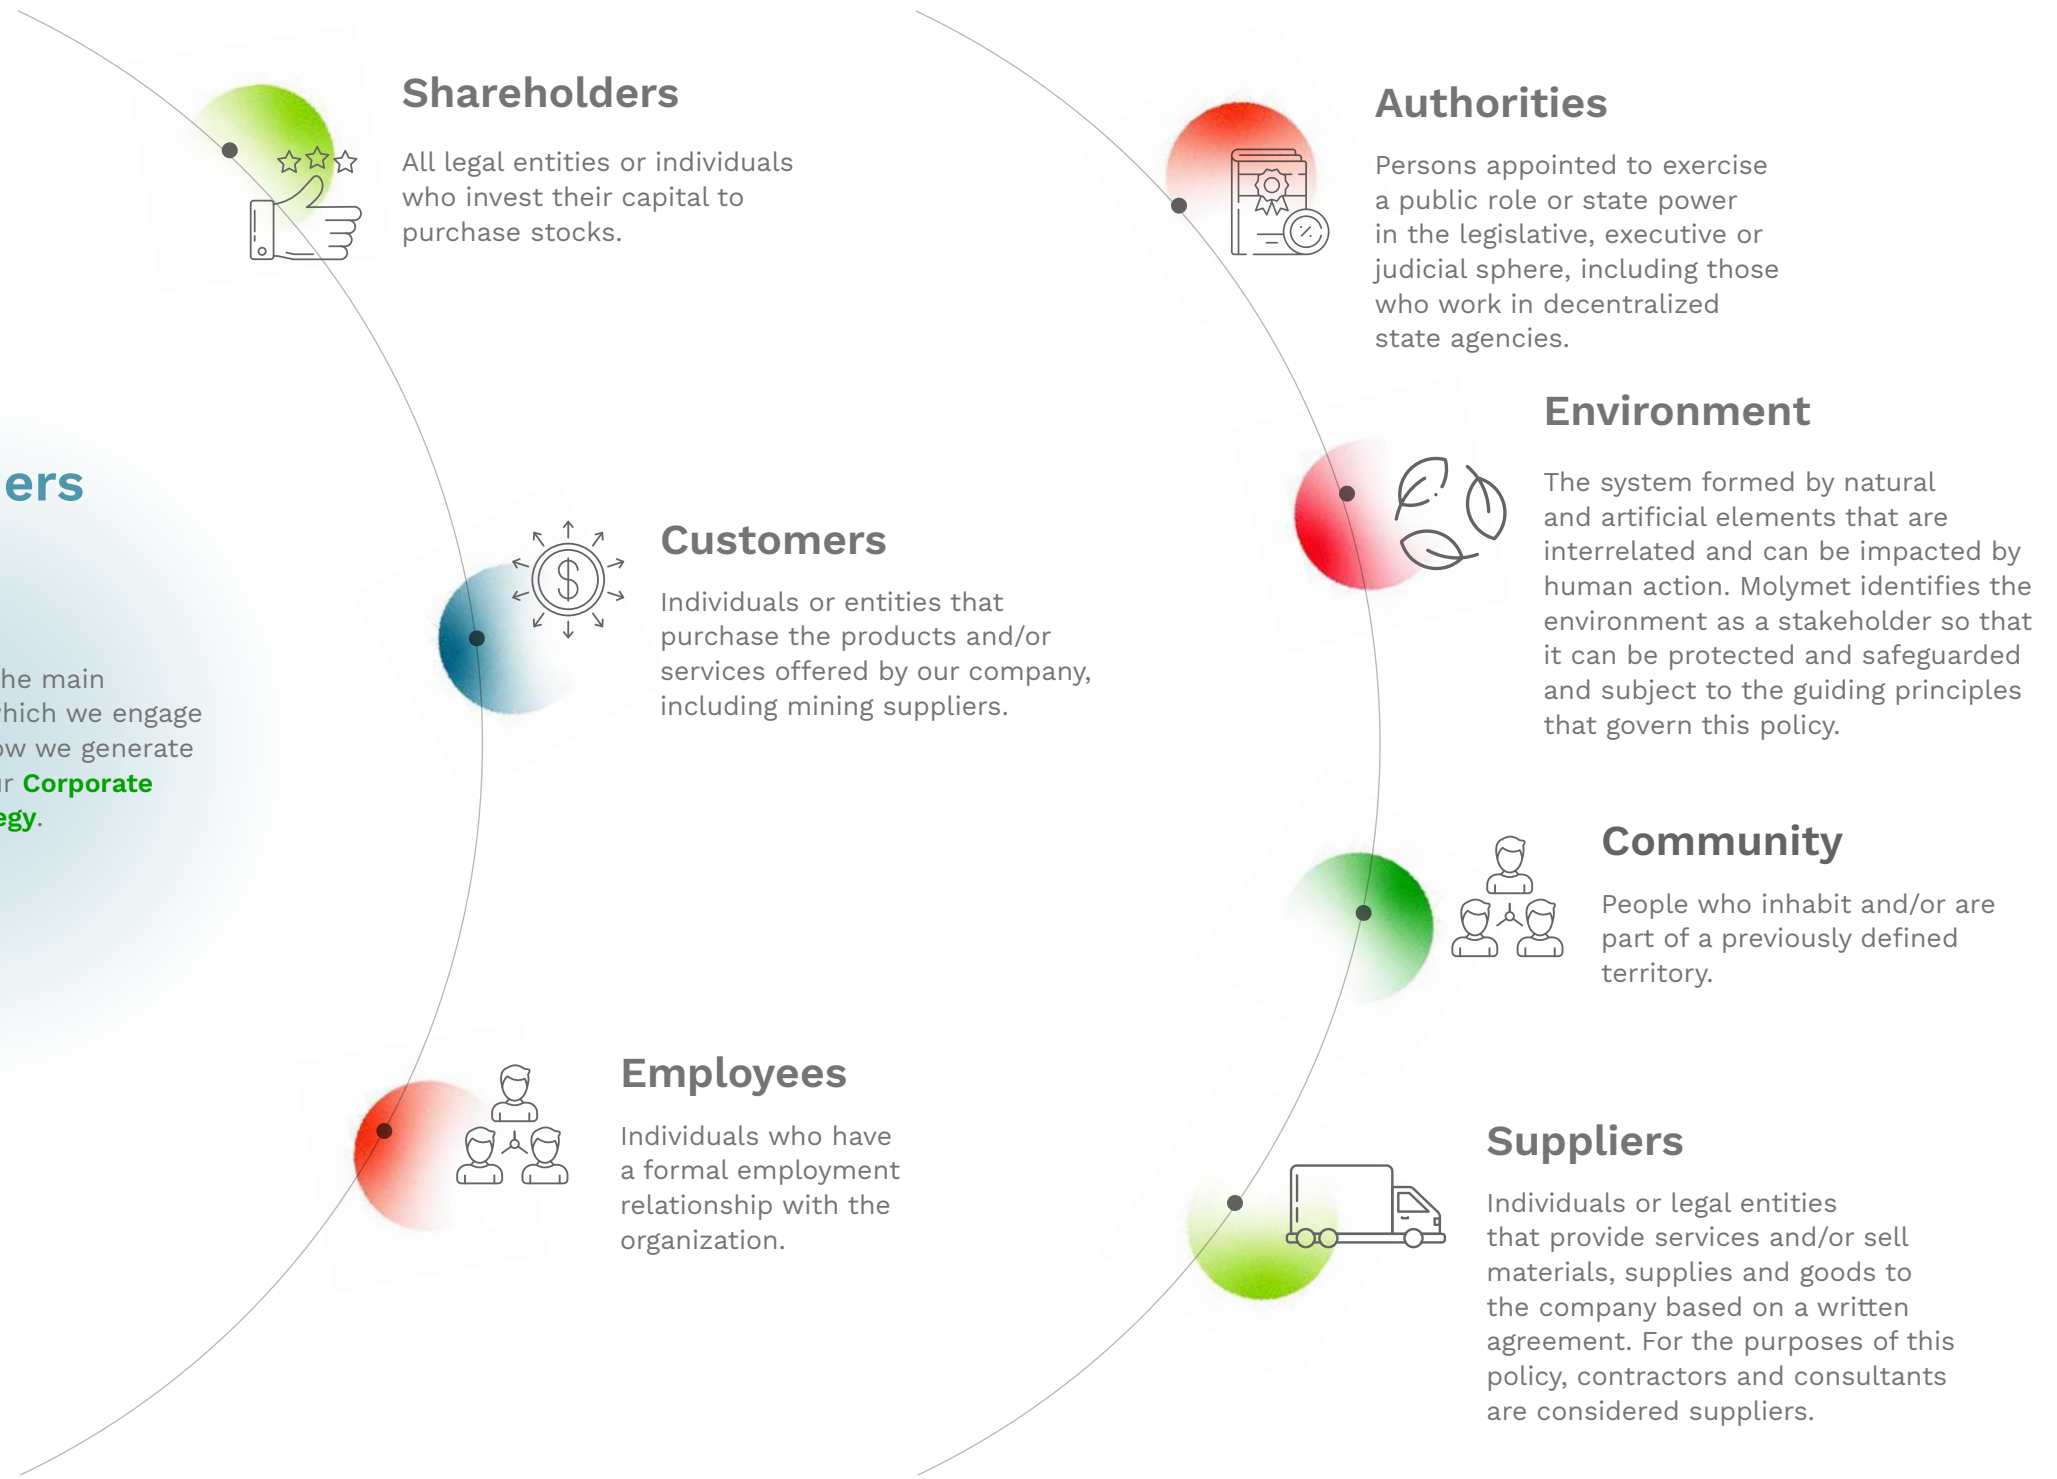 ers
he main
hich we engage
ow we generate
ur Corporate
egy.
Shareholders
All legal entities or individuals
who invest their capital to
purchase stocks.
Customers
Individuals or entities that
purchase the products and/or
services offered by our company,
including mining suppliers.
Employees
Individuals who have
a formal employment
relationship with the
organization.
Authorities
Persons appointed to exercise
a public role or state power
in the legislative, executive or
judicial sphere, including those
who work in decentralized
state agencies.
Environment
The system formed by natural
and artificial elements that are
interrelated and can be impacted by
human action. Molymet identifies the
environment as a stakeholder so that
it can be protected and safeguarded
and subject to the guiding principles
that govern this policy.
Community
People who inhabit and/or are
part of a previously defined
territory.
Suppliers
Individuals or legal entities
that provide services and/or sell
materials, supplies and goods to
the company based on a written
agreement. For the purposes of this
policy, contractors and consultants
are considered suppliers.